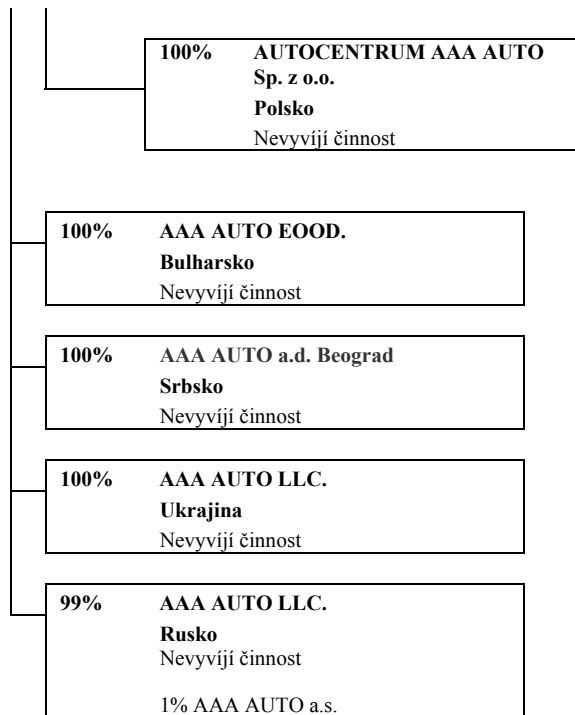 100% AUTOCENTRUM AAA AUTO
Sp. z o.o.
Polsko
Nevyvíjí činnost
100% AAA AUTO EOOD.
Bulharsko
Nevyvíjí činnost
100% AAA AUTO a.d. Beograd
Srbsko
Nevyvíjí činnost
100% AAA AUTO LLC.
Ukrajina
Nevyvíjí činnost
99% AAA AUTO LLC.
Rusko
Nevyvíjí činnost
1% AAA AUTO a.s.